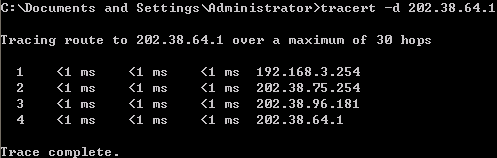 C:\Documents and Settings\Administrator>tracert -d 202.38.64.1
Tracing route to 202.38.64.1 over a maximum of 30 hops
1 <1 ms <1 ms <1 ms 192.168.3.254
2 <1 ms <1 ms <1 ms 202.38.75.254
3 <1 ms <1 ms <1 ms 202.38.96.181
4 <1 ms <1 ms <1 ms 202.38.64.1
Trace complete.